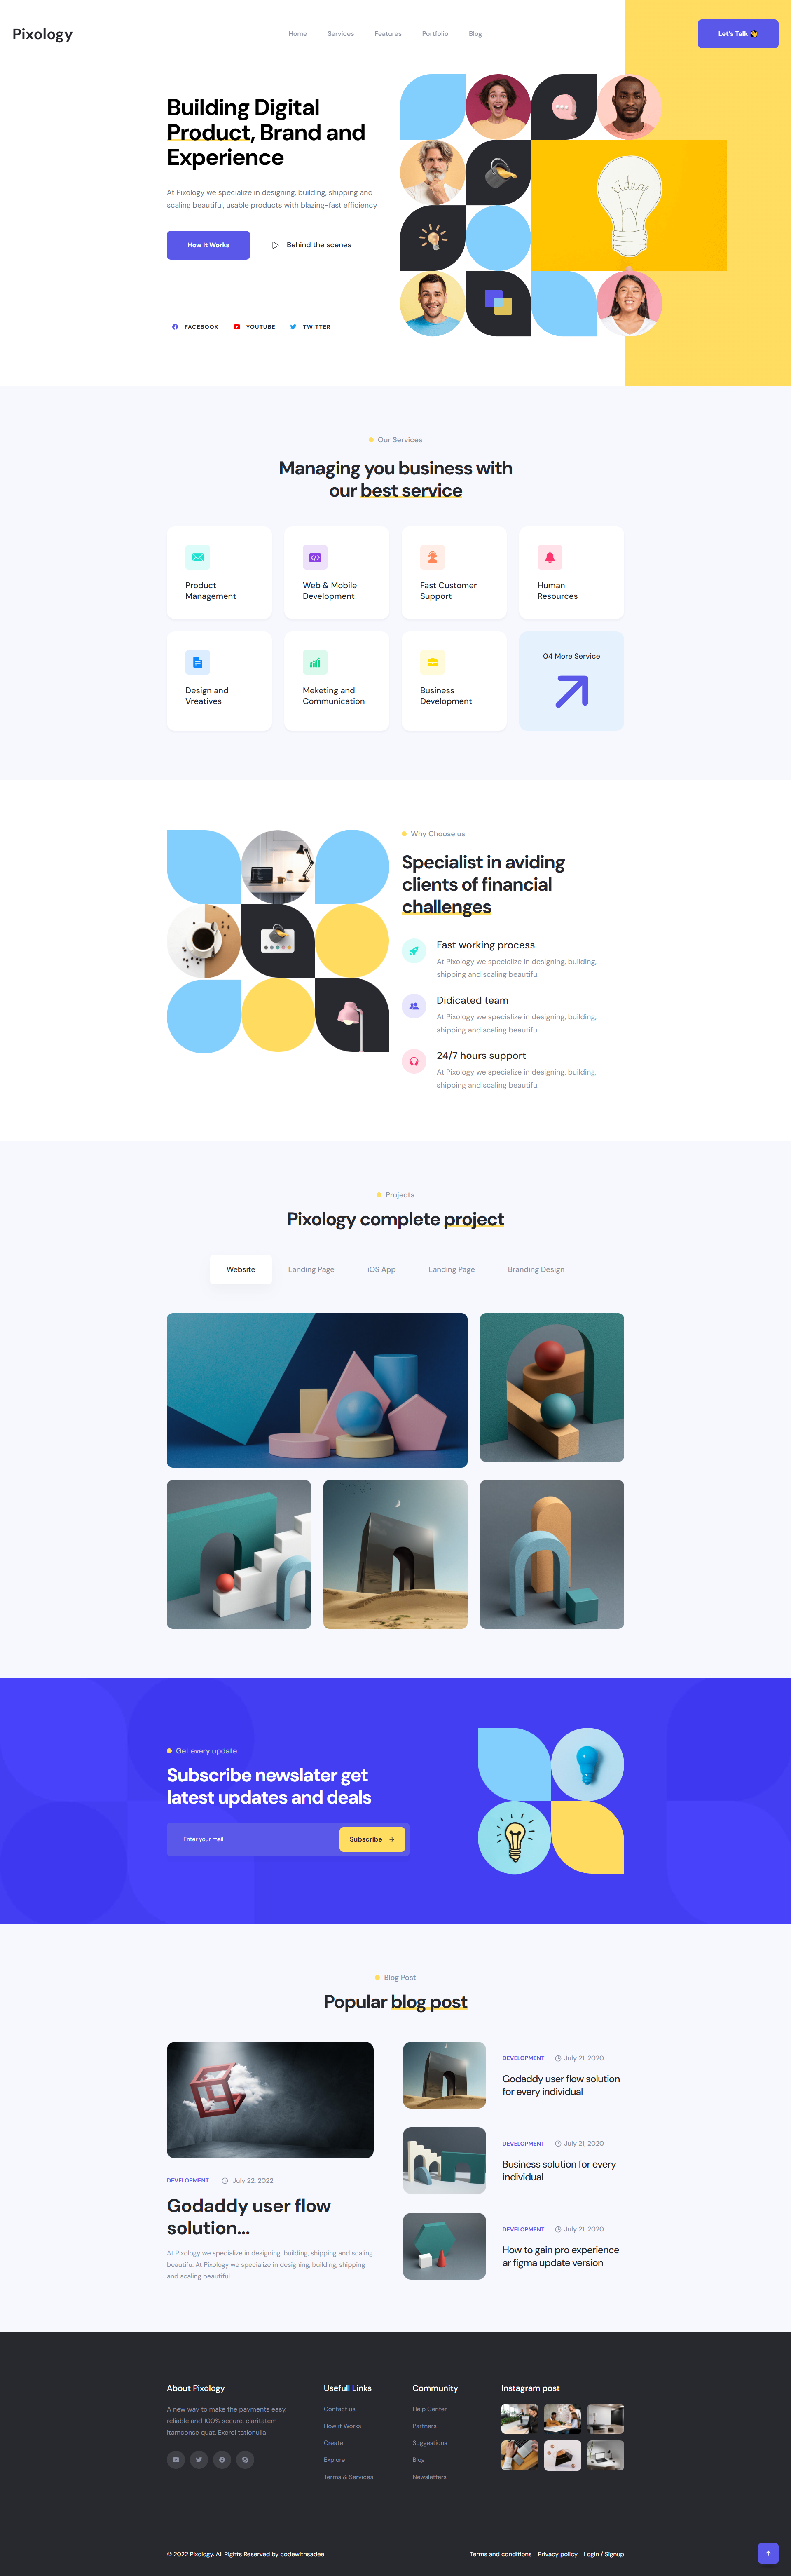 Pixology
Home Services Features Portfolio Blog
Let's Talk
Building Digital
Product, Brand and
Experience
At Pixology we specialize in designing, building, shipping and
scaling beautiful, usable products with blazing-fast efficiency
How It Works
Behind the scenes
idea
FACEBOOK YOUTUBE TWITTER
Our Services
Managing you business with
our best service
Product
Management
Web & Mobile
Development
Fast Customer
Support
Human
Resources
Design and
Vreatives
Meketing and
Communication
Business
Development
04 More Service
Why Choose us
Specialist in aviding
clients of financial
challenges
Fast working process
At Pixology we specialize in designing, building,
shipping and scaling beautifu.
Didicated team
At Pixology we specialize in designing, building,
shipping and scaling beautifu.
24/7 hours support
At Pixology we specialize in designing, building,
shipping and scaling beautifu.
Projects
Pixology complete project
Website Landing Page iOS App Landing Page Branding Design
Get every update
Subscribe newslater get
latest updates and deals
Enter your mail
Subscribe
Blog Post
Popular blog post
DEVELOPMENT July 22, 2022
Godaddy user flow
solution...
At Pixology we specialize in designing, building, shipping and scaling
beautifu. At Pixology we specialize in designing, building, shipping
and scaling beautiful.
DEVELOPMENT July 21, 2020
Godaddy user flow solution
for every individual
DEVELOPMENT July 21, 2020
Business solution for every
individual
DEVELOPMENT July 21, 2020
How to gain pro experience
ar figma update version
About Pixology
A new way to make the payments easy,
reliable and 100% secure. claritatem
itamconse quat. Exerci tationulla
Usefull Links
Contact us
How it Works
Create
Explore
Terms & Services
Community
Help Center
Partners
Suggestions
Blog
Newsletters
Instagram post
© 2022 Pixology. All Rights Reserved by codewithsadee
Terms and conditions Privacy policy Login / Signup